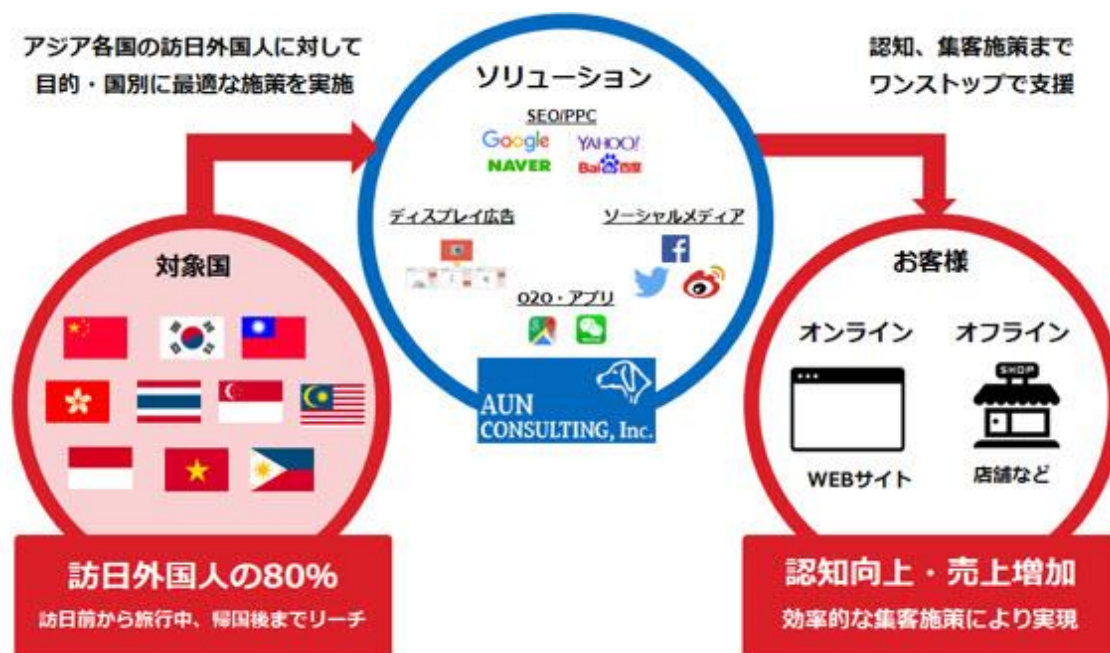 アジア各国の訪日外国人に対して
目的・国別に最適な施策を実施
ソリューション
SEO/PPC
Google
YAHOO!
NAVER
Bai百度
ディスプレイ広告
ソーシャルメディア
O2O・アプリ
AUN
CONSULTING, Inc.
認知、集客施策まで
ワンストップで支援
対象国
訪日外国人の80%
訪日前から旅行中、帰国後までリーチ
お客様
オンライン
オフライン
SHOP
WEBサイト
店舗など
認知向上・売上増加
効率的な集客施策により実現